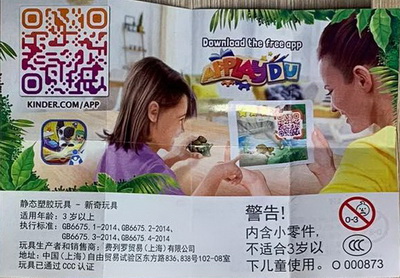 Download the free app
APPLAYDU
KINDER.COM/APP
静态塑胶玩具 - 新奇玩具
适用年龄：3 岁以上
执行标准：GB6675.1-2014、GB6675.2-2014、
GB6675.3-2014、GB6675.4-2014
玩具生产者和销售商：费列罗贸易（上海）有限公司
地址：中国（上海）自由贸易试验区东方路836、838号102-08室
玩具已通过 CCC 认证
警告！
内含小零件，
不适合3岁以
下儿童使用。
0-3
CCC
O 000873